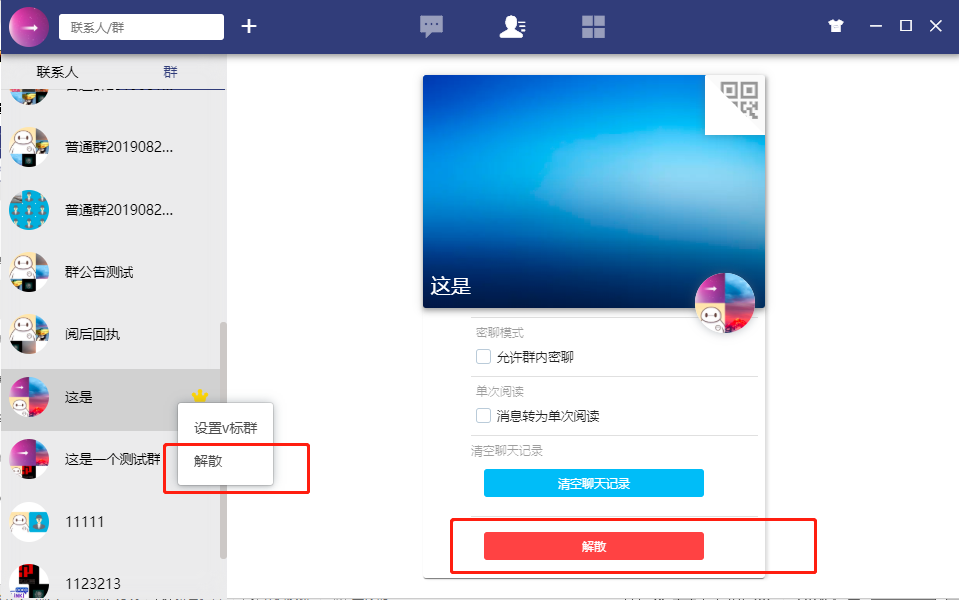 联系人/群
联系人
群
普通群2019082...
普通群2019082...
群公告测试
阅后回执
这是
这是一个测试群
11111
1123213
设置v标群
解散
这是
密聊模式
允许群内密聊
单次阅读
消息转为单次阅读
清空聊天记录
清空聊天记录
解散